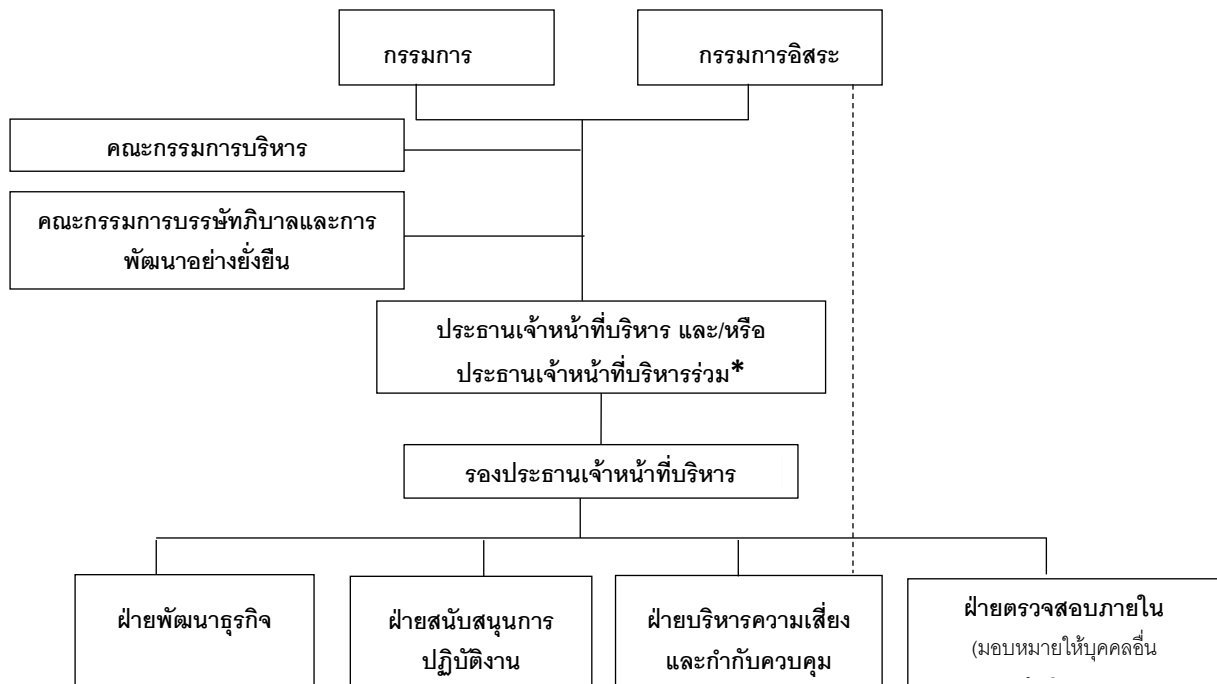 กรรมการ
กรรมการอิสระ
คณะกรรมการบริหาร
คณะกรรมการบรรษัทภิบาลและการ
พัฒนาอย่างยั่งยืน
ประธานเจ้าหน้าที่บริหาร และ/หรือ
ประธานเจ้าหน้าที่บริหารร่วม*
รองประธานเจ้าหน้าที่บริหาร
ฝ่ายพัฒนาธุรกิจ
ฝ่ายสนับสนุนการ
ปฏิบัติงาน
ฝ่ายบริหารความเสี่ยง
และกำกับควบคุม
ฝ่ายตรวจสอบภายใน
(มอบหมายให้บุคคลอื่น